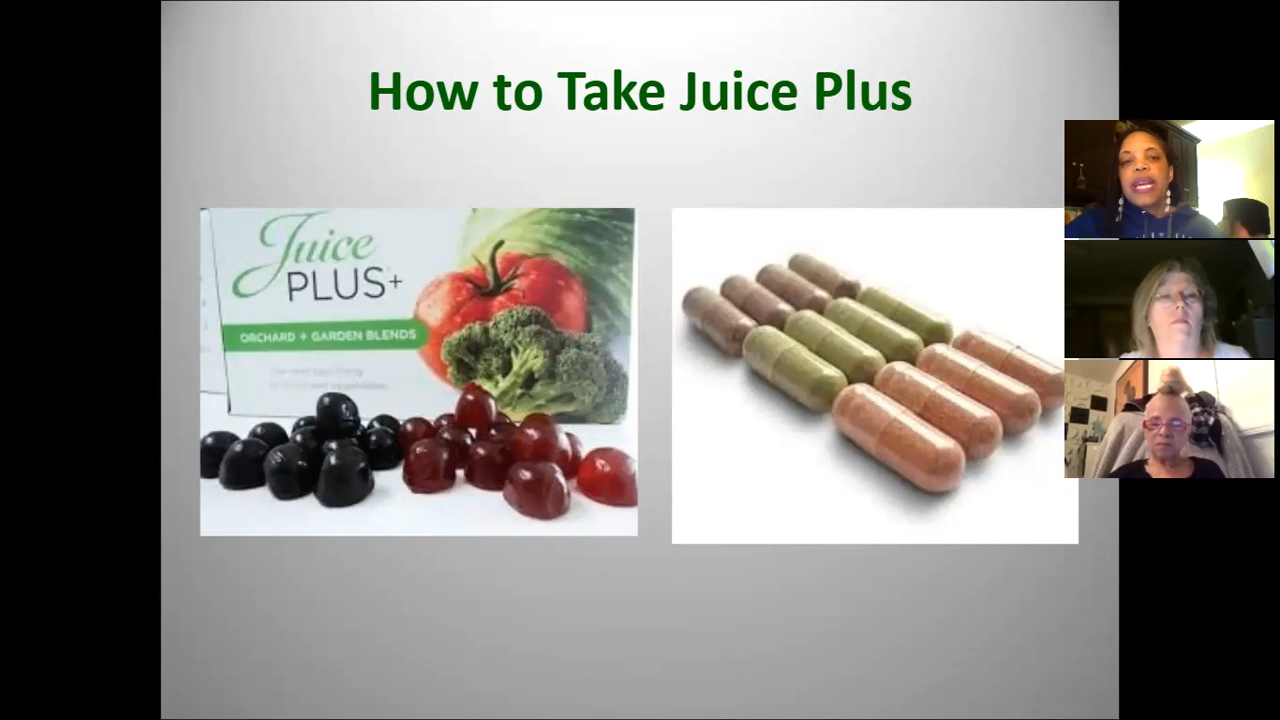 How to Take Juice Plus
Juice
PLUS+
ORCHARD + GARDEN BLENDS